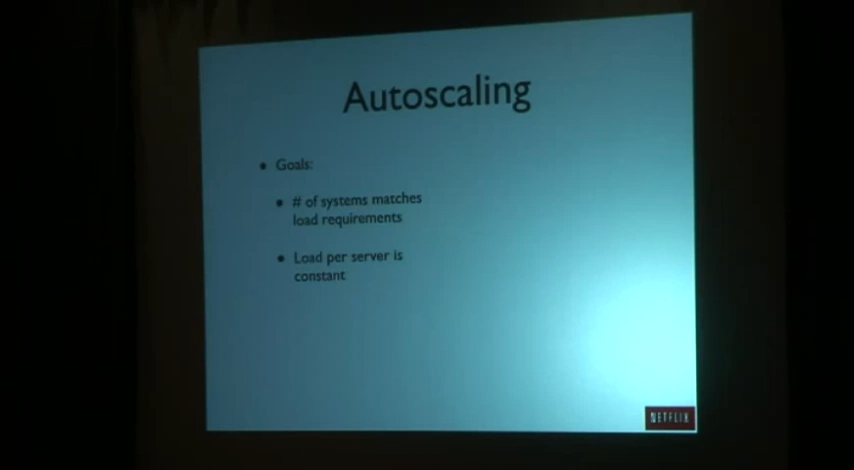 Autoscaling
• Goals:
• # of systems matches
load requirements
• Load per server is
constant
NETFLIX